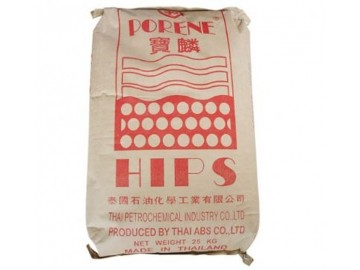 PORENE
寶麟
HIPS
泰國石油化學工業有限公司
THAI PETROCHEMICAL INDUSTRY CO.,LTD
PRODUCED BY THAI ABS CO.,LTD
NET WEIGHT 25 KG
MADE IN THAILAND